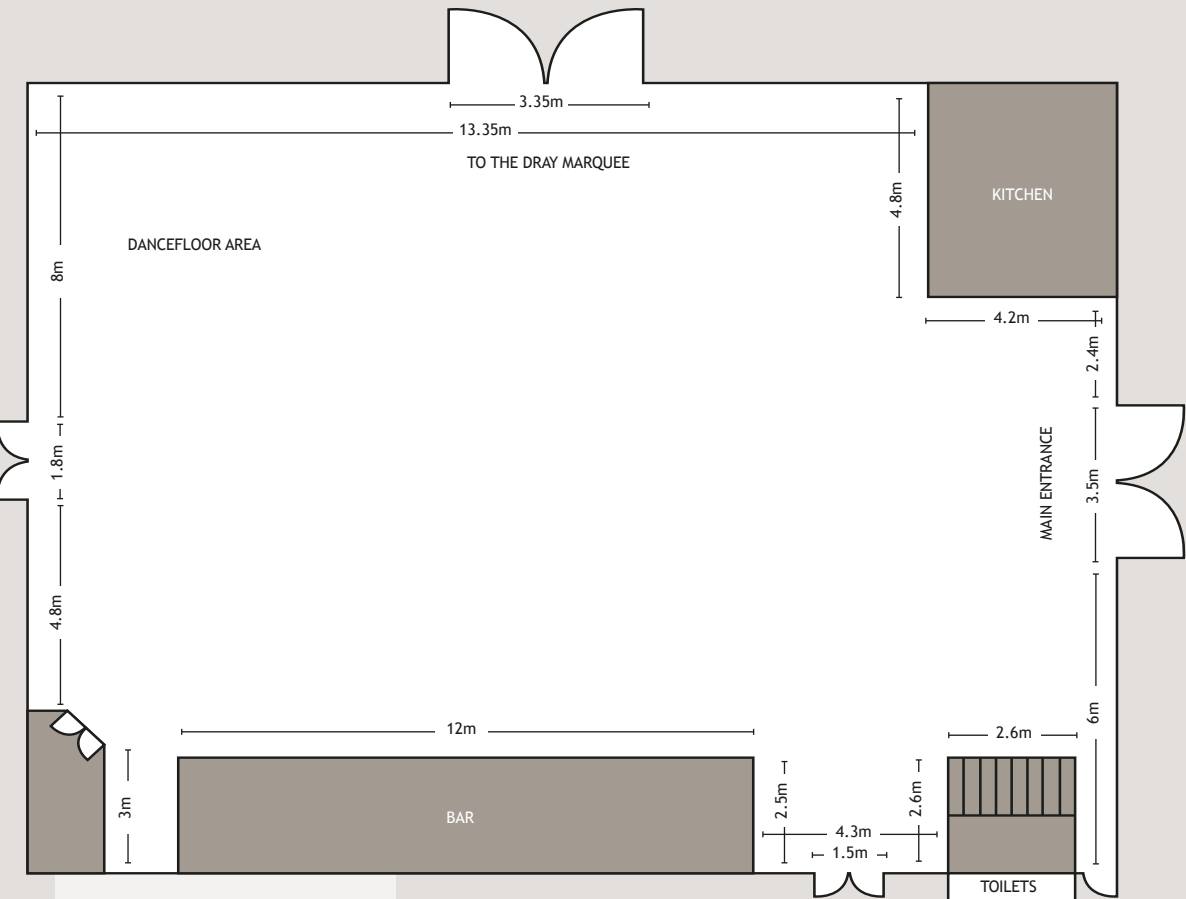 3.35m
13.35m
TO THE DRAY MARQUEE
KITCHEN
4.8m
DANCEFLOOR AREA
8m
4.2m
2.4m
1.8m
MAIN ENTRANCE
3.5m
4.8m
6m
12m
2.6m
3m
BAR
2.5m
2.6m
4.3m
1.5m
TOILETS